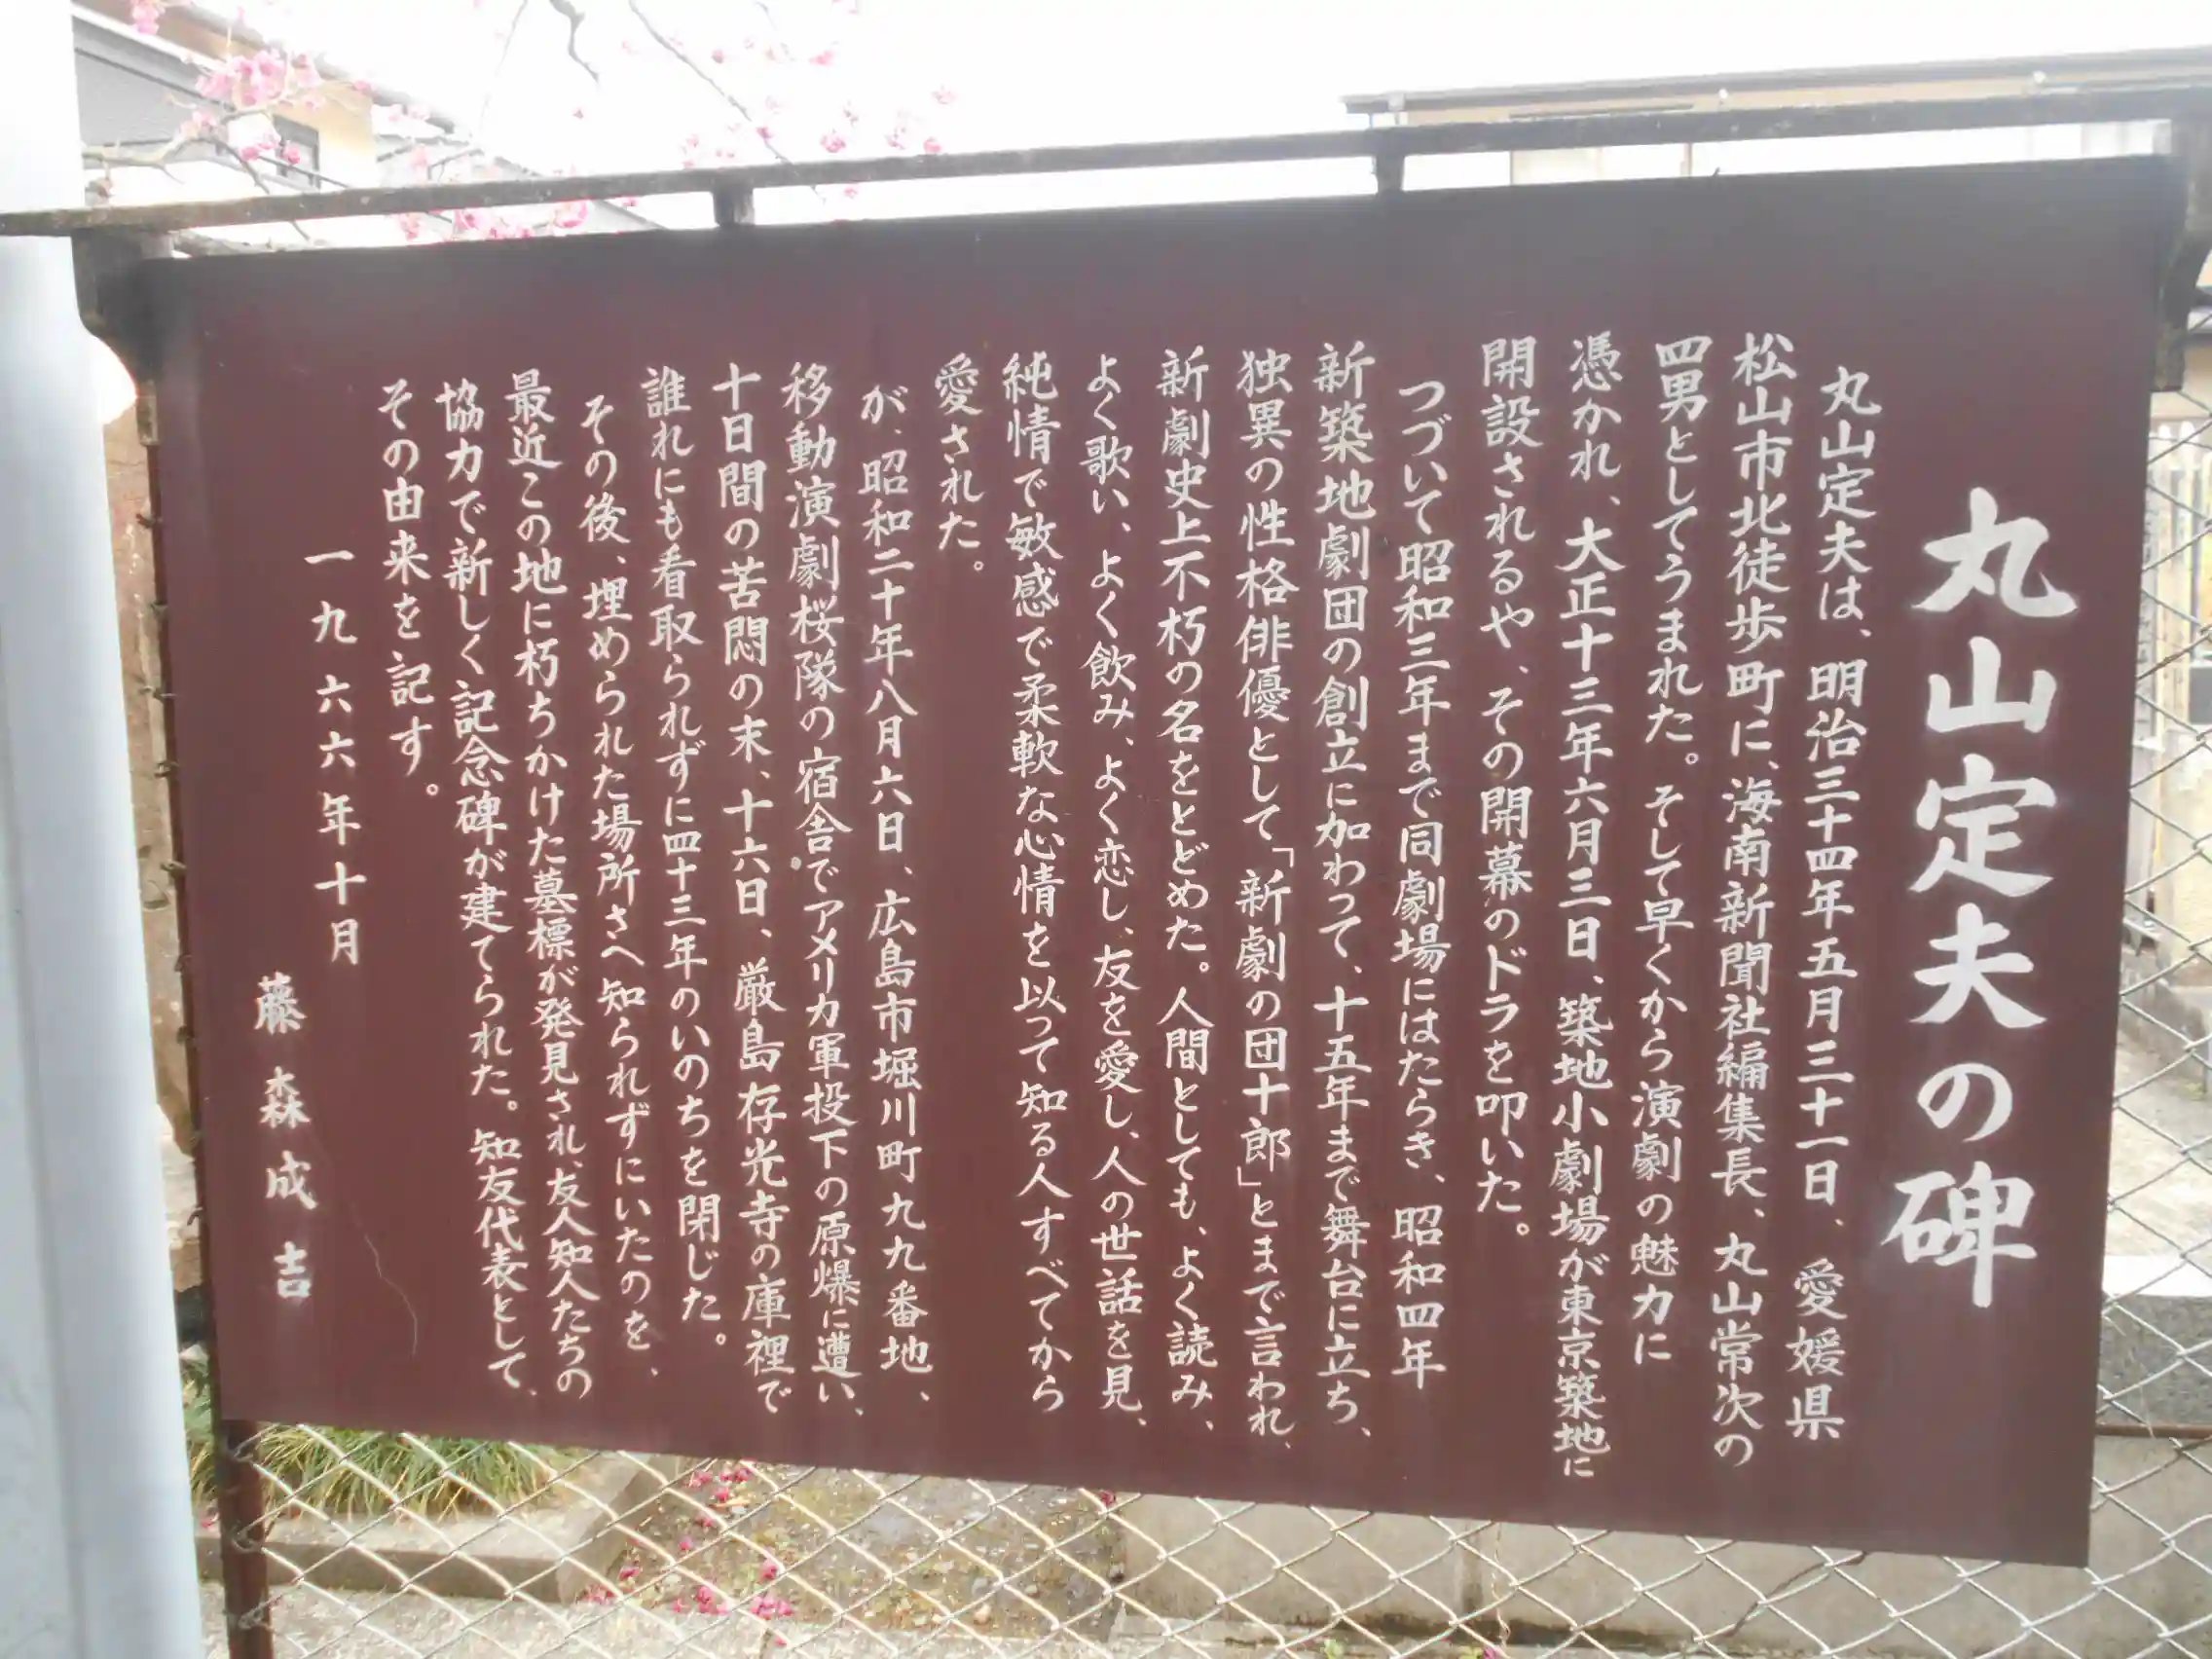 丸山定夫の碑
丸山定夫は、明治三十四年五月三十一日、愛媛県
松山市北徒歩町に、海南新聞社編集長、丸山常次の
四男としてうまれた。そして早くから演劇の魅力に
憑かれ、大正十三年六月三日、築地小劇場が東京築地に
開設されるや、その開幕のドラを叩いた。
つづいて昭和三年まで同劇場にはたらき、昭和四年
新築地劇団の創立に加わって、十五年まで舞台に立ち、
独異の性格俳優として「新劇の団十郎」とまで言われ、
新劇史上不朽の名をとどめた。人間としても、よく読み、
よく歌い、よく飲み、よく恋し、友を愛し、人の世話を見、
純情で敏感で柔軟な心情を以って知る人すべてから
愛された。
が、昭和二十年八月六日、広島市堀川町九九番地、
移動演劇桜隊の宿舎でアメリカ軍投下の原爆に遭い、
十日間の苦悶の末、十六日、厳島存光寺の庫裡で
誰れにも看取られずに四十三年のいのちを閉じた。
その後、埋められた場所さへ知られずにいたのを、
最近この地に朽ちかけた墓標が発見され、友人知人たちの
協力で新しく記念碑が建てられた。知友代表として、
その由来を記す。
一九六六年十月
藤森成吉